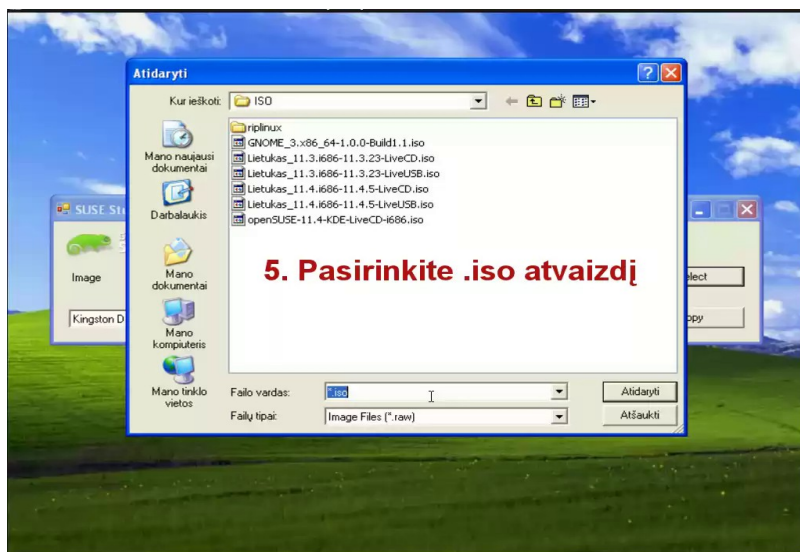 Atidaryti
Kur ieškoti:
ISO
riplinux
GNOME_3.x86_64-1.0.0-Build1.1.iso
Lietukas_11.3.i686-11.3.23-LiveCD.iso
Lietukas_11.3.i686-11.3.23-LiveUSB.iso
Lietukas_11.4.i686-11.4.5-LiveCD.iso
Lietukas_11.4.i686-11.4.5-LiveUSB.iso
openSUSE-11.4-KDE-LiveCD-i686.iso
Mano naujausi
dokumentai
Darbalaukis
Mano
dokumentai
Mano
kompiuteris
Mano tinklo
vietos
5. Pasirinkite .iso atvaizdį
Failo vardas:
*.iso
Atidaryti
Failų tipai:
Image Files (*.raw)
Atšaukti
SUSE Stu
Image
elect
Kingston D
opy